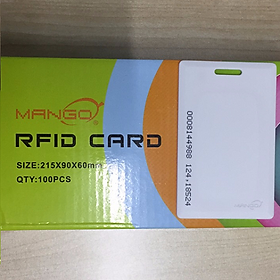 MANGO
RFID CARD
SIZE:215X90X60mm
QTY:100PCS
0008144988 124,18524